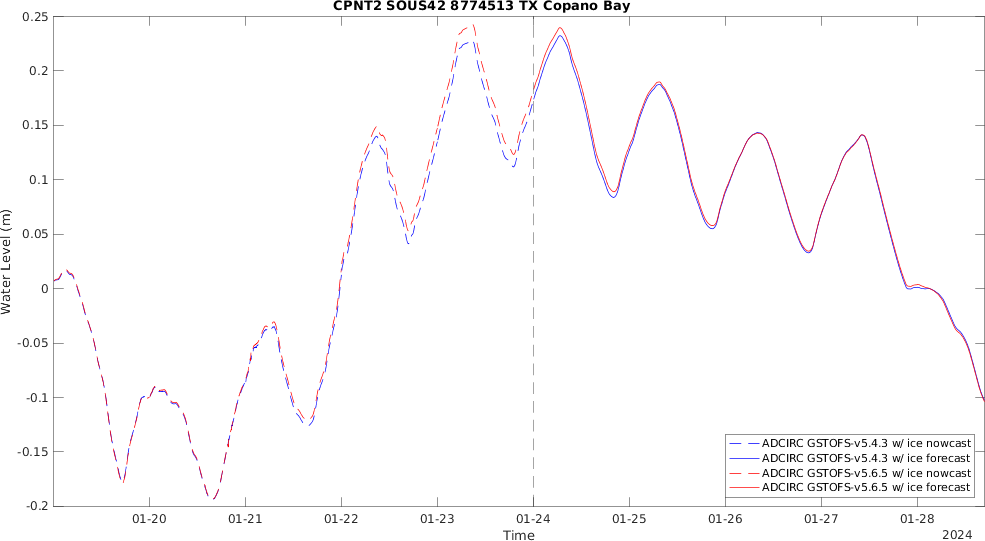 CPNT2 SOUS42 8774513 TX Copano Bay
0.25
0.2
0.15
0.1
0.05
0
-0.05
-0.1
-0.15
-0.2
Water Level (m)
01-20 01-21 01-22 01-23 01-24 01-25 01-26 01-27 01-28
Time
2024
ADCIRC GSTOFS-v5.4.3 w/ ice nowcast
ADCIRC GSTOFS-v5.4.3 w/ ice forecast
ADCIRC GSTOFS-v5.6.5 w/ ice nowcast
ADCIRC GSTOFS-v5.6.5 w/ ice forecast